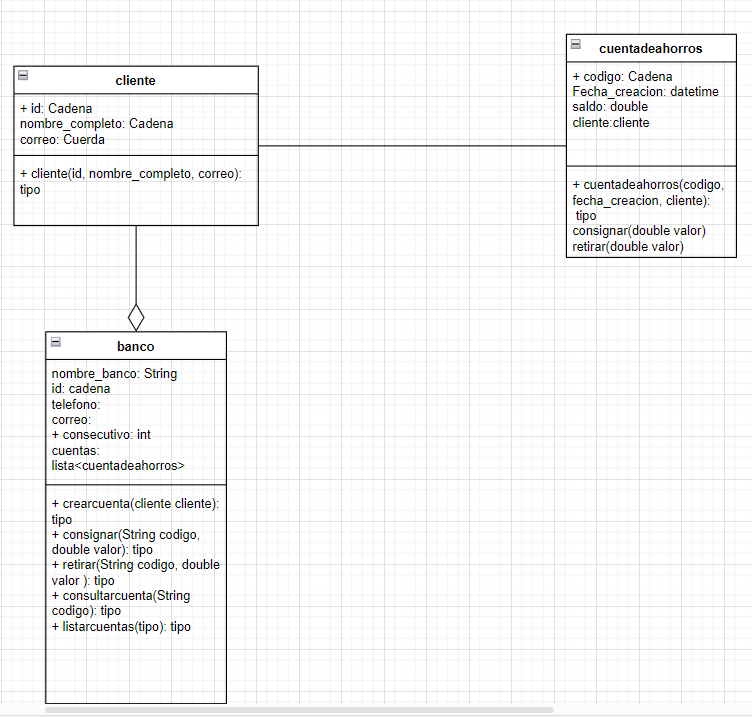 cliente
+ id: Cadena
nombre_completo: Cadena
correo: Cuerda
+ cliente(id, nombre_completo, correo):
tipo
cuentadeahorros
+ codigo: Cadena
Fecha_creacion: datetime
saldo: double
cliente:cliente
+ cuentadeahorros(codigo,
fecha_creacion, cliente):
tipo
consignar(double valor)
retirar(double valor)
banco
nombre_banco: String
id: cadena
telefono:
correo:
+ consecutivo: int
cuentas:
lista<cuentadeahorros>
+ crearcuenta(cliente cliente):
tipo
+ consignar(String codigo,
double valor): tipo
+ retirar(String codigo, double
valor ): tipo
+ consultarcuenta(String
codigo): tipo
+ listarcuentas(tipo): tipo